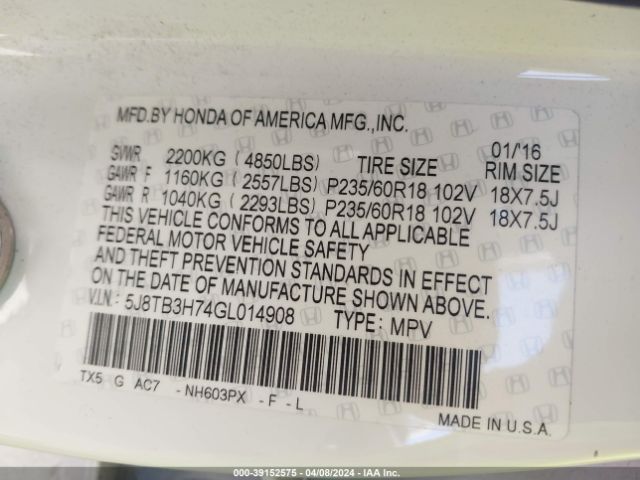 MFD.BY HONDA OF AMERICA MFG.,INC.
01/16
GVWR 2200KG (4850LBS) TIRE SIZE RIM SIZE
GAWR F 1160KG (2557LBS) P235/60R18 102V 18X7.5J
GAWR R 1040KG (2293LBS) P235/60R18 102V 18X7.5J
THIS VEHICLE CONFORMS TO ALL APPLICABLE
FEDERAL MOTOR VEHICLE SAFETY
AND THEFT PREVENTION STANDARDS IN EFFECT
ON THE DATE OF MANUFACTURE SHOWN ABOVE.
V.I.N.: 5J8TB3H74GL014908 TYPE: MPV
TX5 G AC7 -NH603PX -F -L
MADE IN U.S.A.
000-39152575 - 04/08/2024 - IAA Inc.